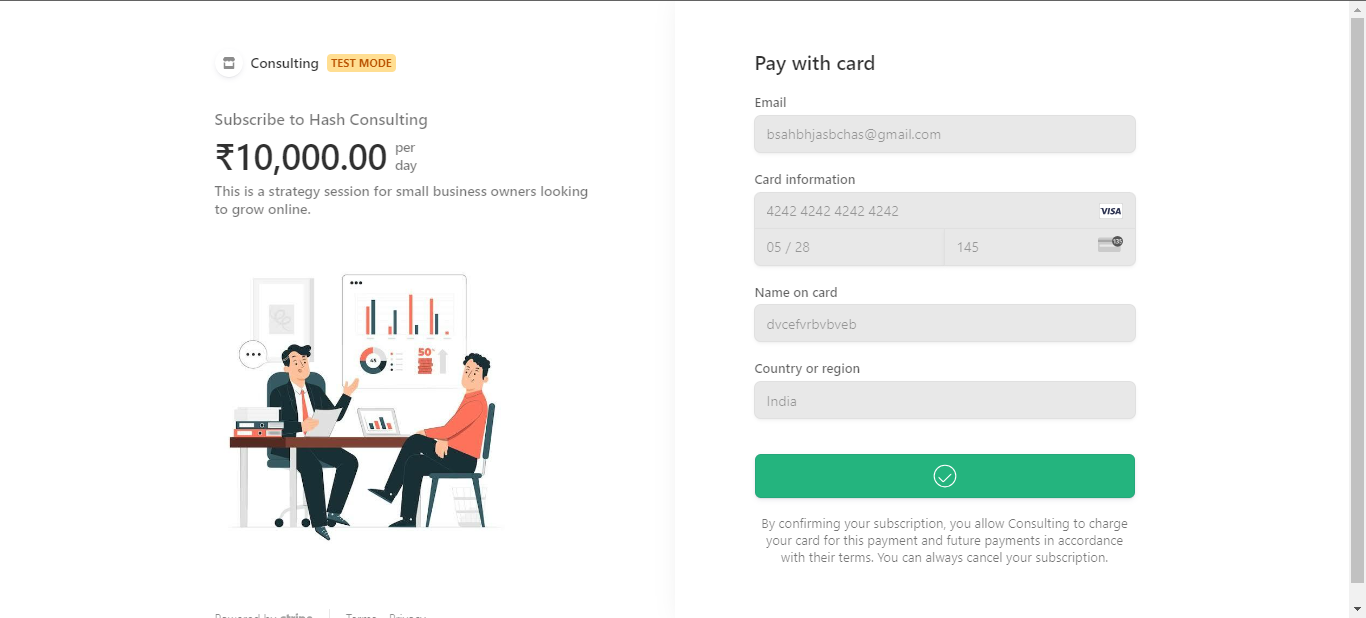 Consulting TEST MODE
Subscribe to Hash Consulting
₹10,000.00 per
day
This is a strategy session for small business owners looking
to grow online.
50%
45
Powered by stripe Terms Privacy
Pay with card
Email
bsahbhjasbchas@gmail.com
Card information
4242 4242 4242 4242 VISA
05 / 28 145 135
Name on card
dvcefvrbvbveb
Country or region
India
By confirming your subscription, you allow Consulting to charge
your card for this payment and future payments in accordance
with their terms. You can always cancel your subscription.